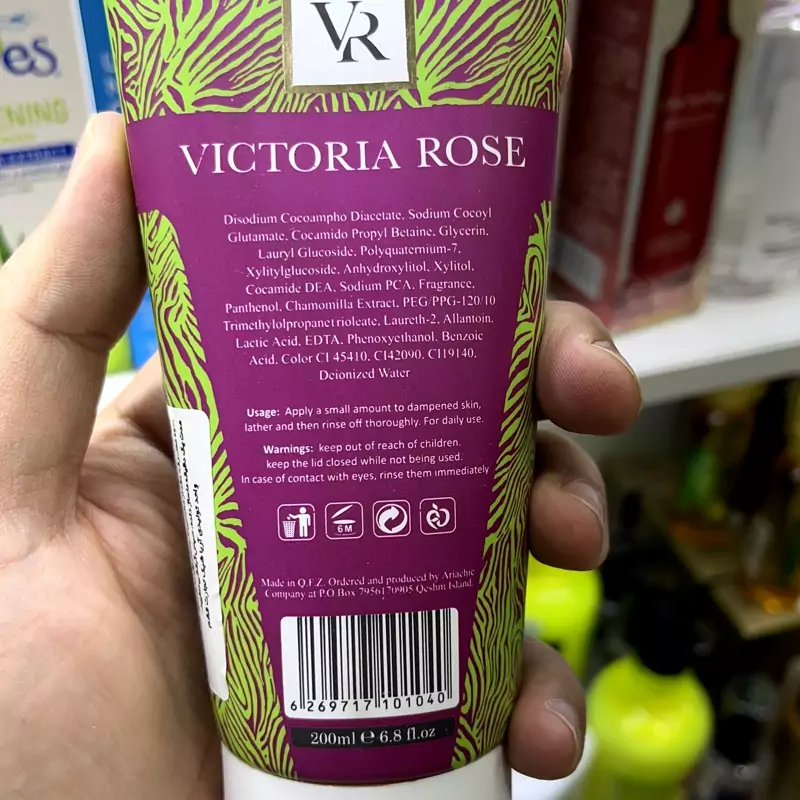 es
NING
VR
VICTORIA ROSE
Disodium Cocoampho Diacetate, Sodium Cocoyl
Glutamate, Cocamido Propyl Betaine, Glycerin,
Lauryl Glucoside, Polyquaternium-7,
Xylitylglucoside, Anhydroxylitol, Xylitol,
Cocamide DEA, Sodium PCA, Fragrance,
Panthenol, Chamomilla Extract, PEG/PPG-120/10
Trimethylolpropanetrioleate, Laureth-2, Allantoin,
Lactic Acid, EDTA, Phenoxyethanol, Benzoic
Acid, Color CI 45410, CI42090, CI19140,
Deionized Water
Usage: Apply a small amount to dampened skin,
lather and then rinse off thoroughly. For daily use.
Warnings: keep out of reach of children.
keep the lid closed while not being used.
In case of contact with eyes, rinse them immediately
6 M
Made in Q.F.Z. Ordered and produced by Ariachic
Company at P.O Box 7956170905 Qeshm Island.
6 269717 101040
200ml e 6.8 fl.oz